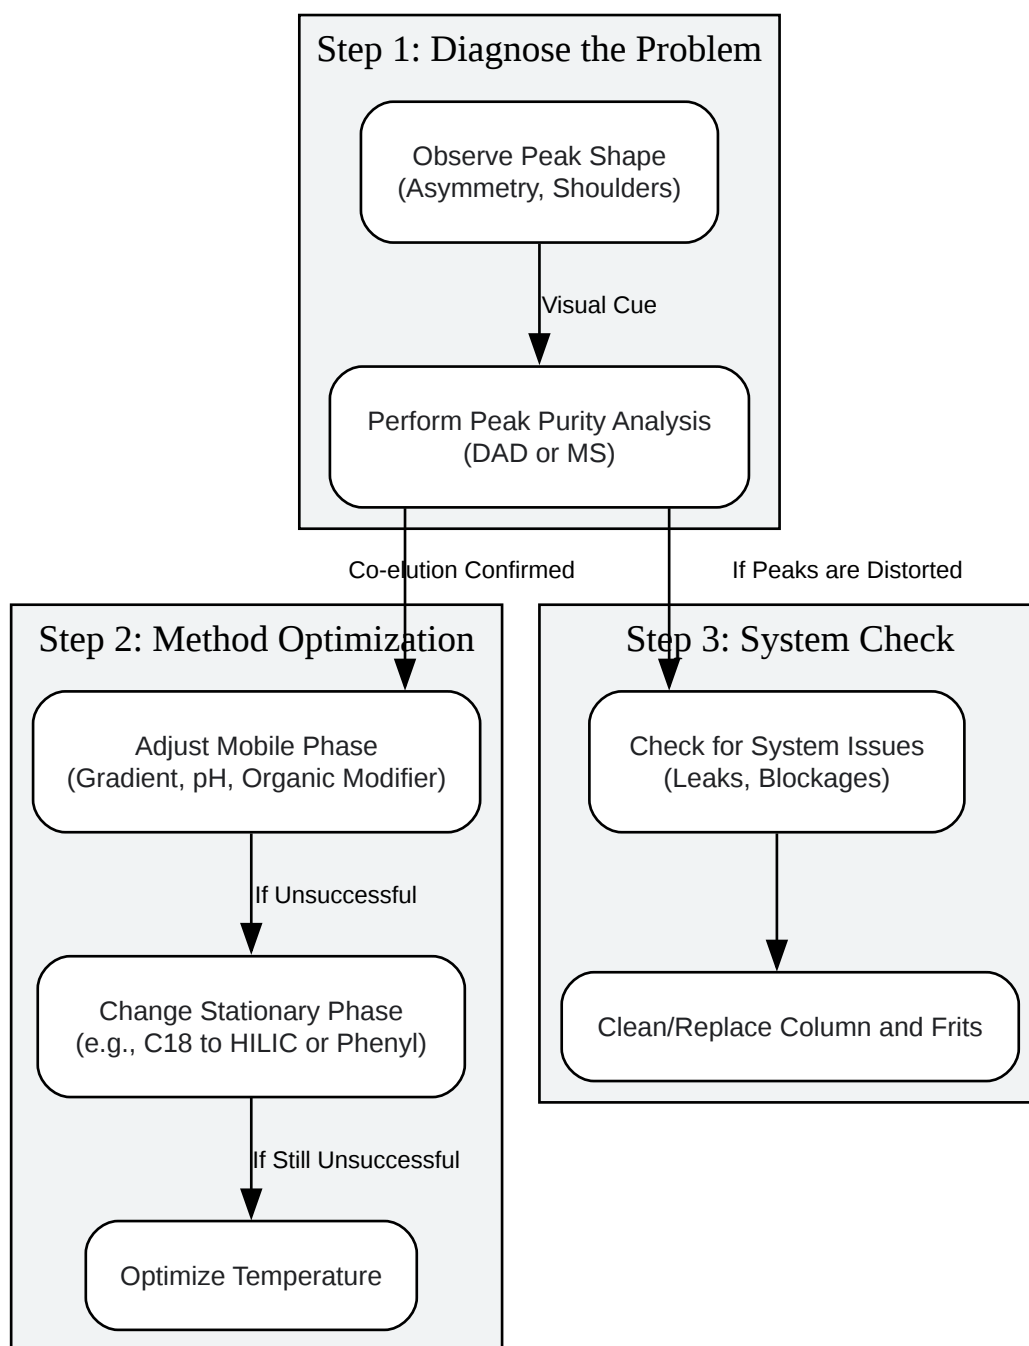 Step 1: Diagnose the Problem
Observe Peak Shape
(Asymmetry, Shoulders)
Visual Cue
Perform Peak Purity Analysis
(DAD or MS)
Co-elution Confirmed
If Peaks are Distorted
Step 2: Method Optimization
Adjust Mobile Phase
(Gradient, pH, Organic Modifier)
If Unsuccessful
Change Stationary Phase
(e.g., C18 to HILIC or Phenyl)
If Still Unsuccessful
Optimize Temperature
Step 3: System Check
Check for System Issues
(Leaks, Blockages)
Clean/Replace Column and Frits